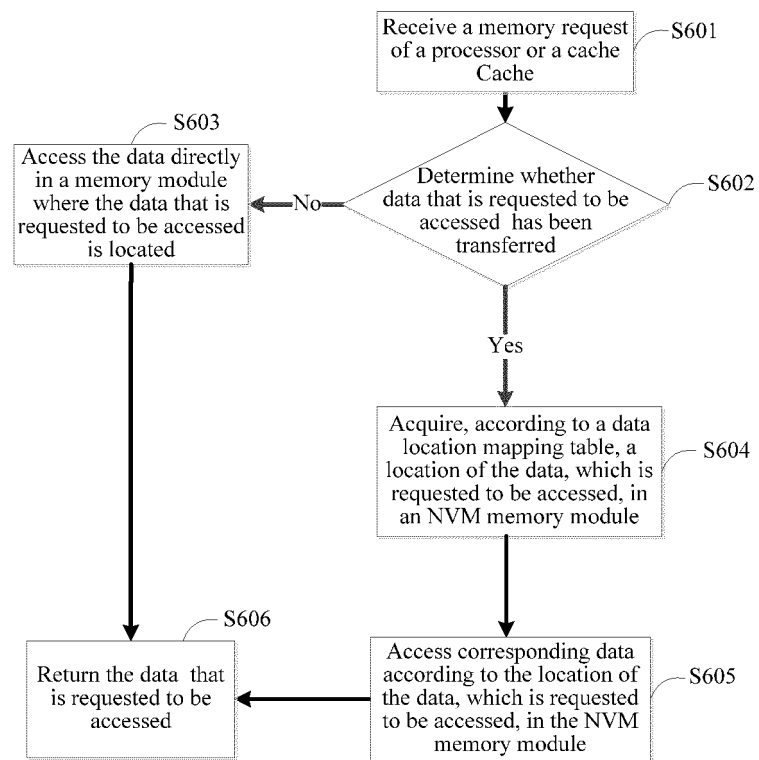 Receive a memory request
of a processor or a cache
Cache
S601
S603
Access the data directly
in a memory module
where the data that is
requested to be accessed
is located
No
Determine whether
data that is requested to be
accessed has been
transferred
S602
Yes
Acquire, according to a data
location mapping table, a
location of the data, which is
requested to be accessed, in
an NVM memory module
S604
S606
Return the data that
is requested to be
accessed
Access corresponding data
according to the location of
the data, which is requested
to be accessed, in the NVM
memory module
S605